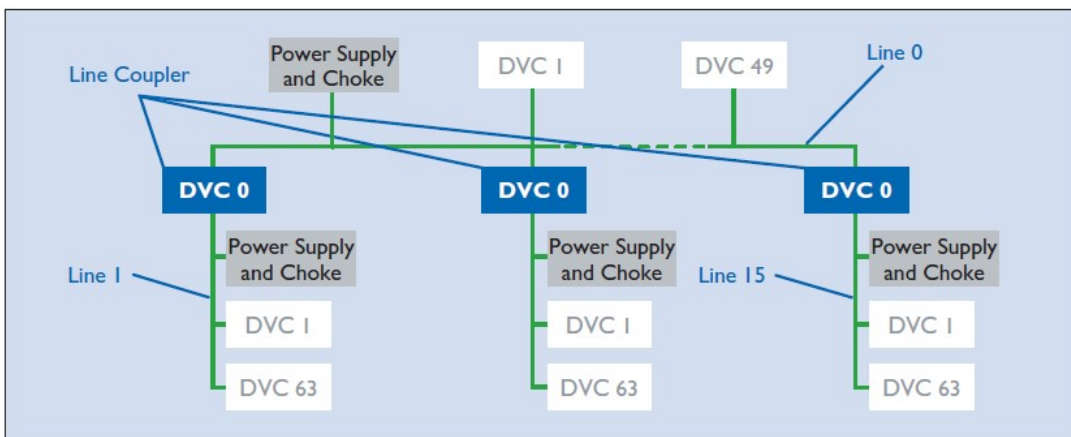 Power Supply
and Choke
DVC 1
DVC 49
Line 0
Line Coupler
DVC 0
DVC 0
DVC 0
Power Supply
and Choke
Power Supply
and Choke
Power Supply
and Choke
Line 1
Line 15
DVC 1
DVC 1
DVC 1
DVC 63
DVC 63
DVC 63